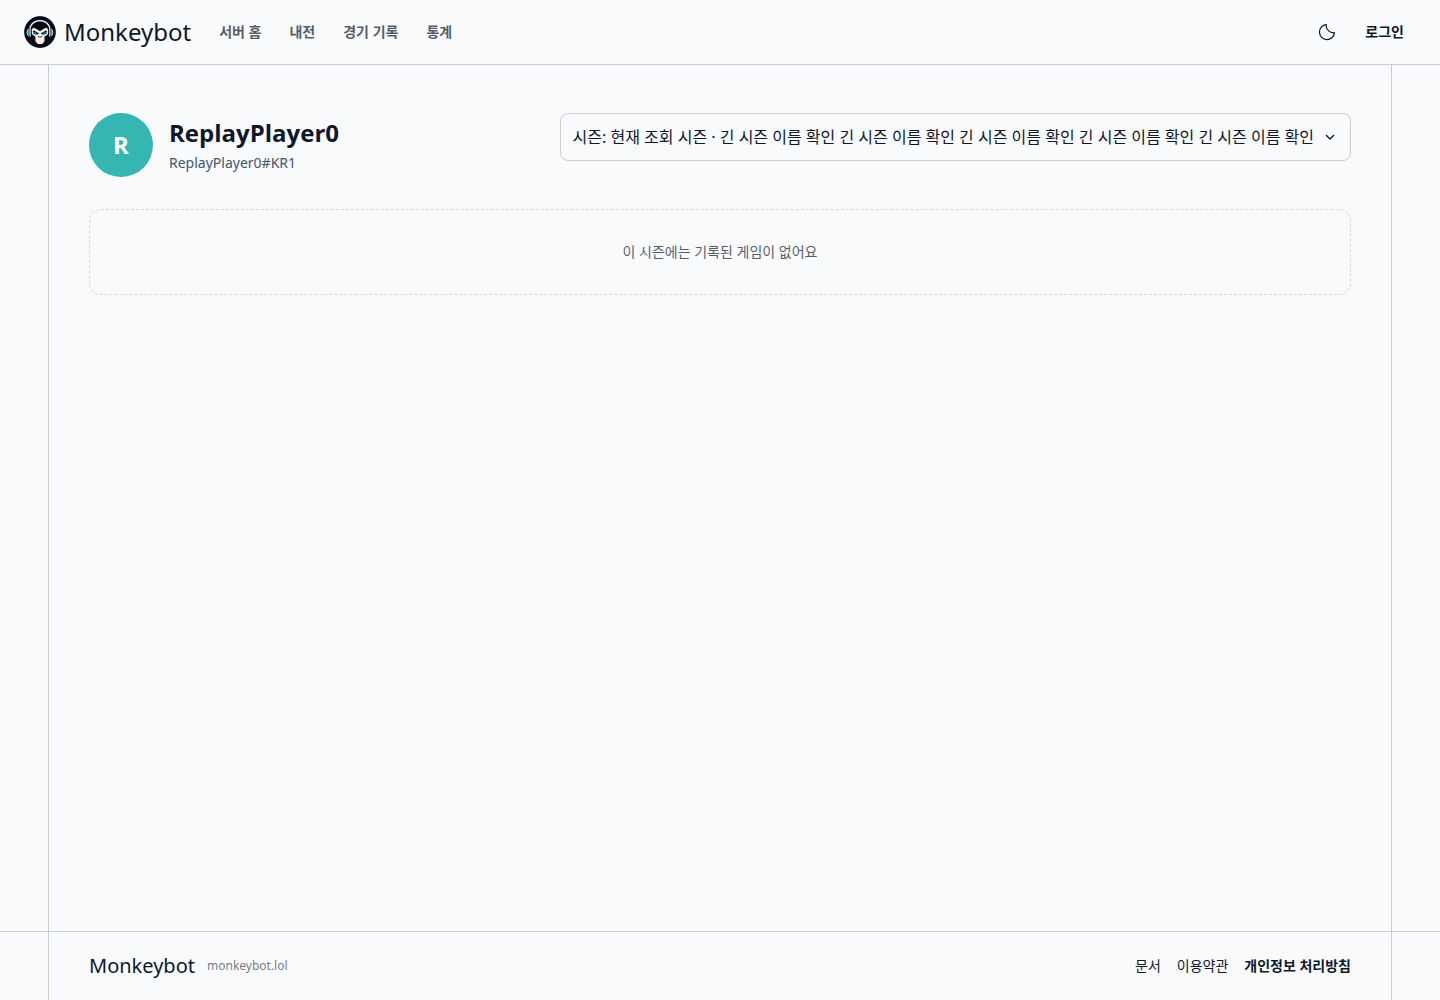 Monkeybot 서버 홈 내전 경기 기록 통계 로그인
ReplayPlayer0
ReplayPlayer0#KR1
R
시즌: 현재 조회 시즌 · 긴 시즌 이름 확인 긴 시즌 이름 확인 긴 시즌 이름 확인 긴 시즌 이름 확인 긴 시즌 이름 확인
이 시즌에는 기록된 게임이 없어요
Monkeybot monkeybot.lol 문서 이용약관 개인정보 처리방침